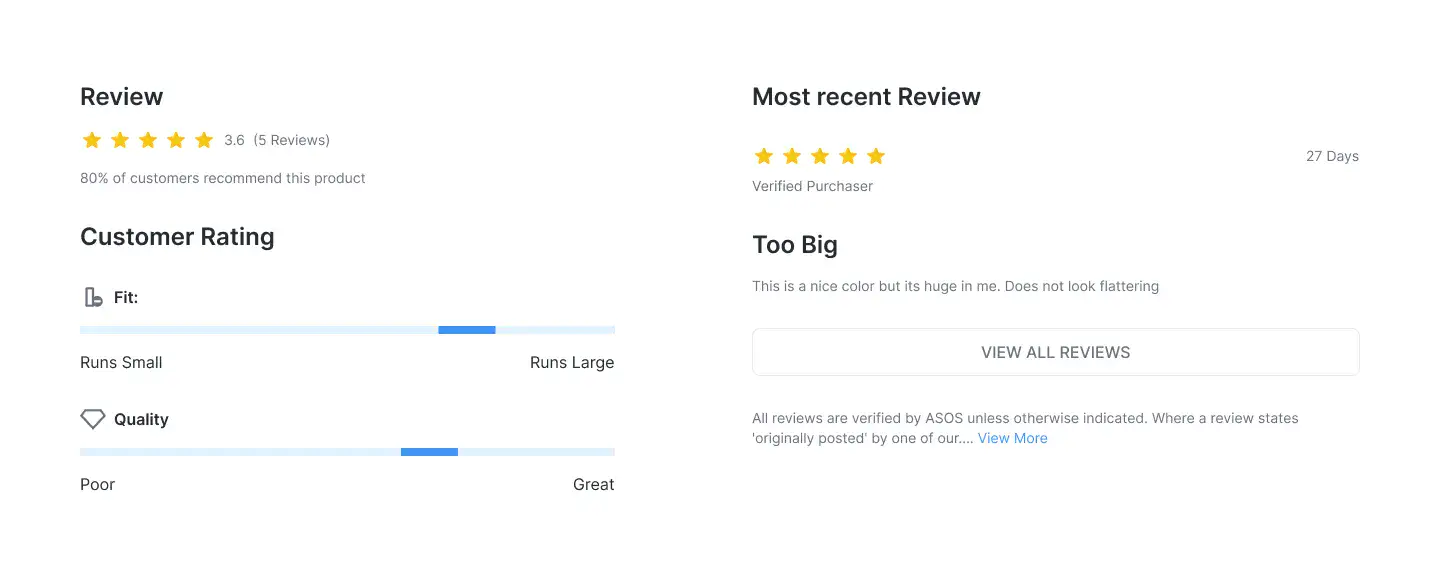 Review
3.6 (5 Reviews)
80% of customers recommend this product
Customer Rating
Fit:
Runs Small
Runs Large
Quality
Poor
Great
Most recent Review
27 Days
Verified Purchaser
Too Big
This is a nice color but its huge in me. Does not look flattering
VIEW ALL REVIEWS
All reviews are verified by ASOS unless otherwise indicated. Where a review states
'originally posted' by one of our.... View More